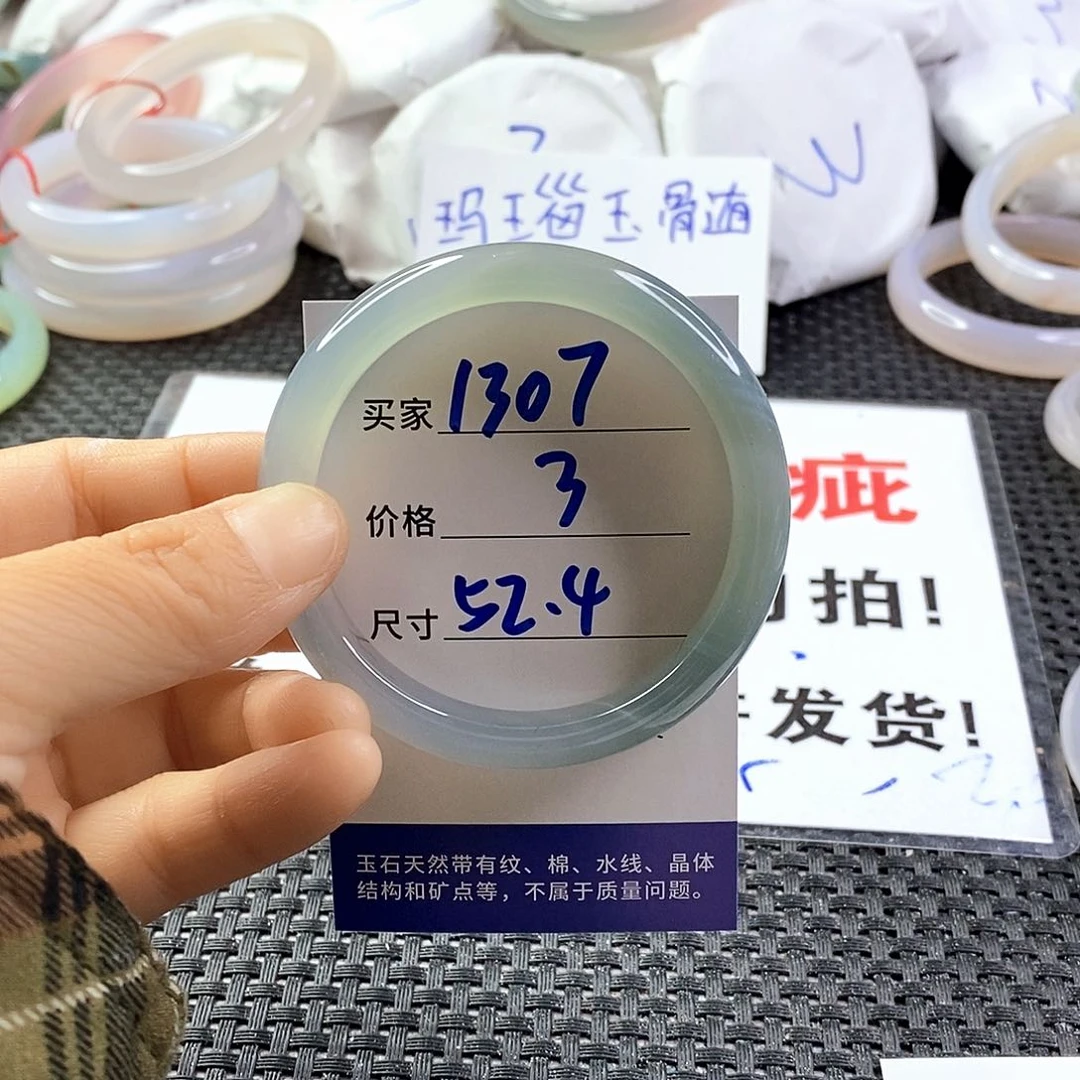 玛瑙玉骨髓
买家 1307
价格 3
尺寸 52.4
疵
拍!
发货!
玉石天然带有纹、棉、水线、晶体
结构和矿点等，不属于质量问题。